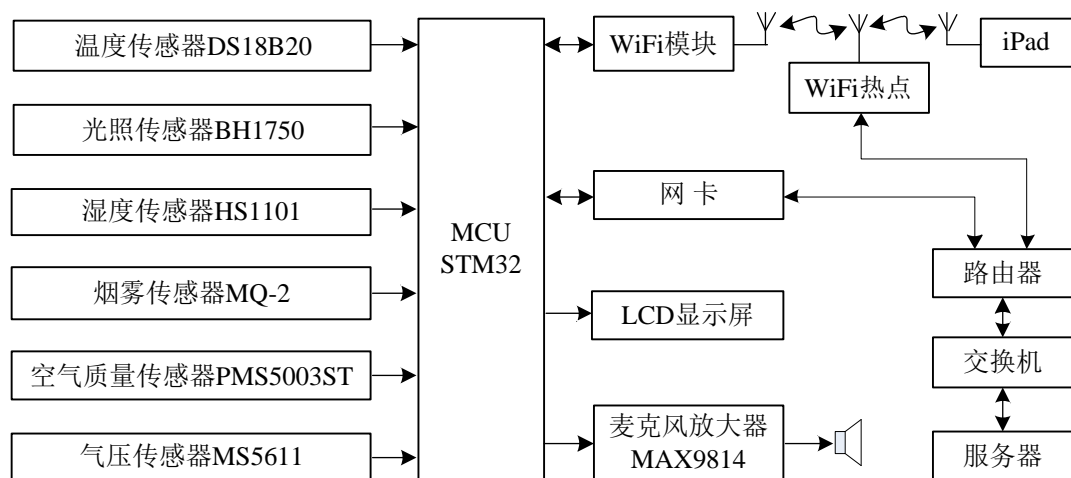 温度传感器DS18B20
光照传感器BH1750
湿度传感器HS1101
烟雾传感器MQ-2
空气质量传感器PMS5003ST
气压传感器MS5611
MCU
STM32
WiFi模块
iPad
WiFi热点
网 卡
路由器
LCD显示屏
交换机
麦克风放大器
MAX9814
服务器